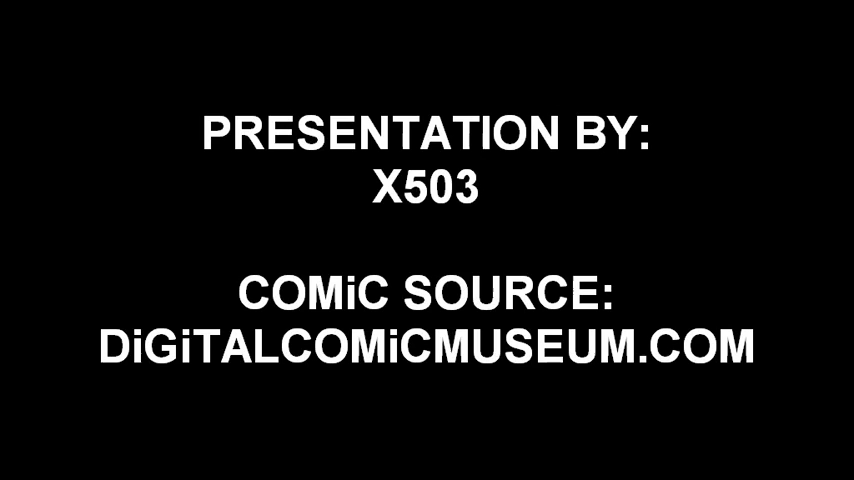 PRESENTATION BY:
X503
COMiC SOURCE:
DiGiTALCOMiCMUSEUM.COM